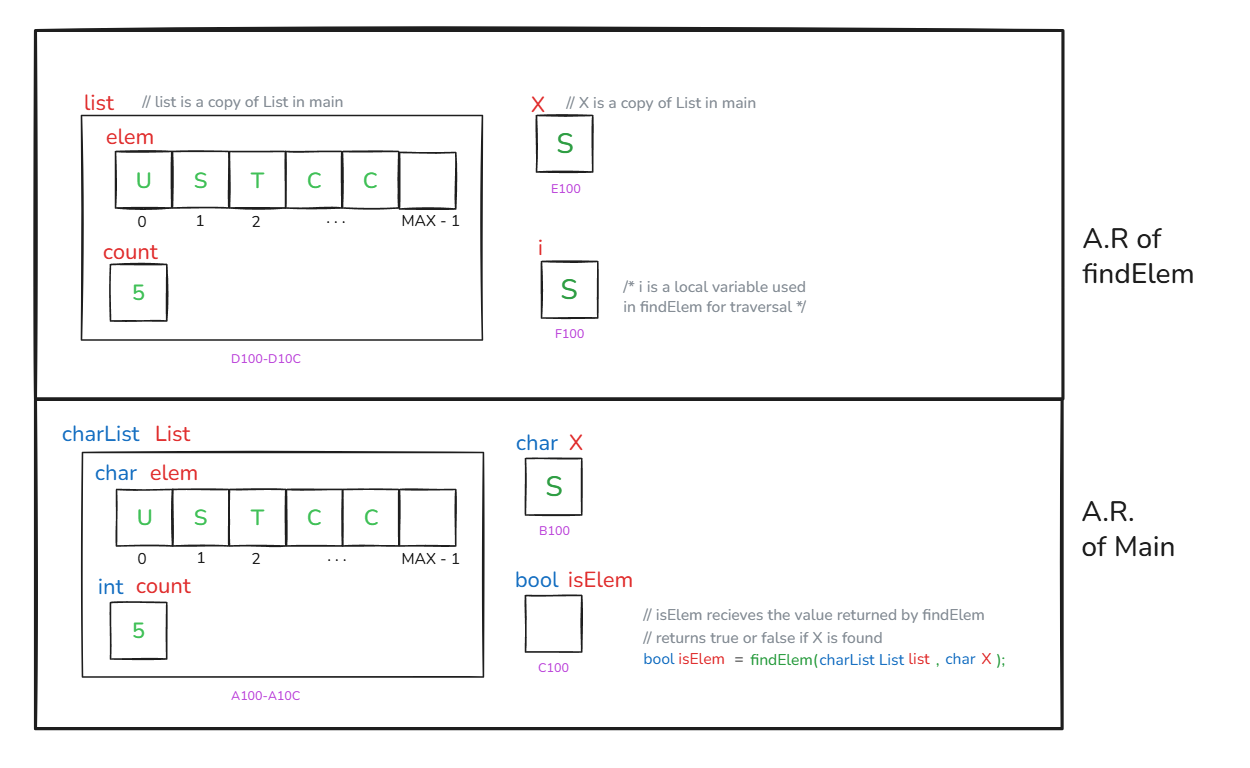 list // list is a copy of List in main
X // X is a copy of List in main
elem
U S T C C
0 1 2 ... MAX - 1
S
E100
count
5
D100-D10C
i
S
F100
/* i is a local variable used
in findElem for traversal */
A.R of
findElem
charList List
char elem
U S T C C
0 1 2 ... MAX - 1
int count
5
A100-A10C
char X
S
B100
bool isElem
C100
// isElem recieves the value returned by findElem
// returns true or false if X is found
bool isElem = findElem(charList List list , char X );
A.R.
of Main